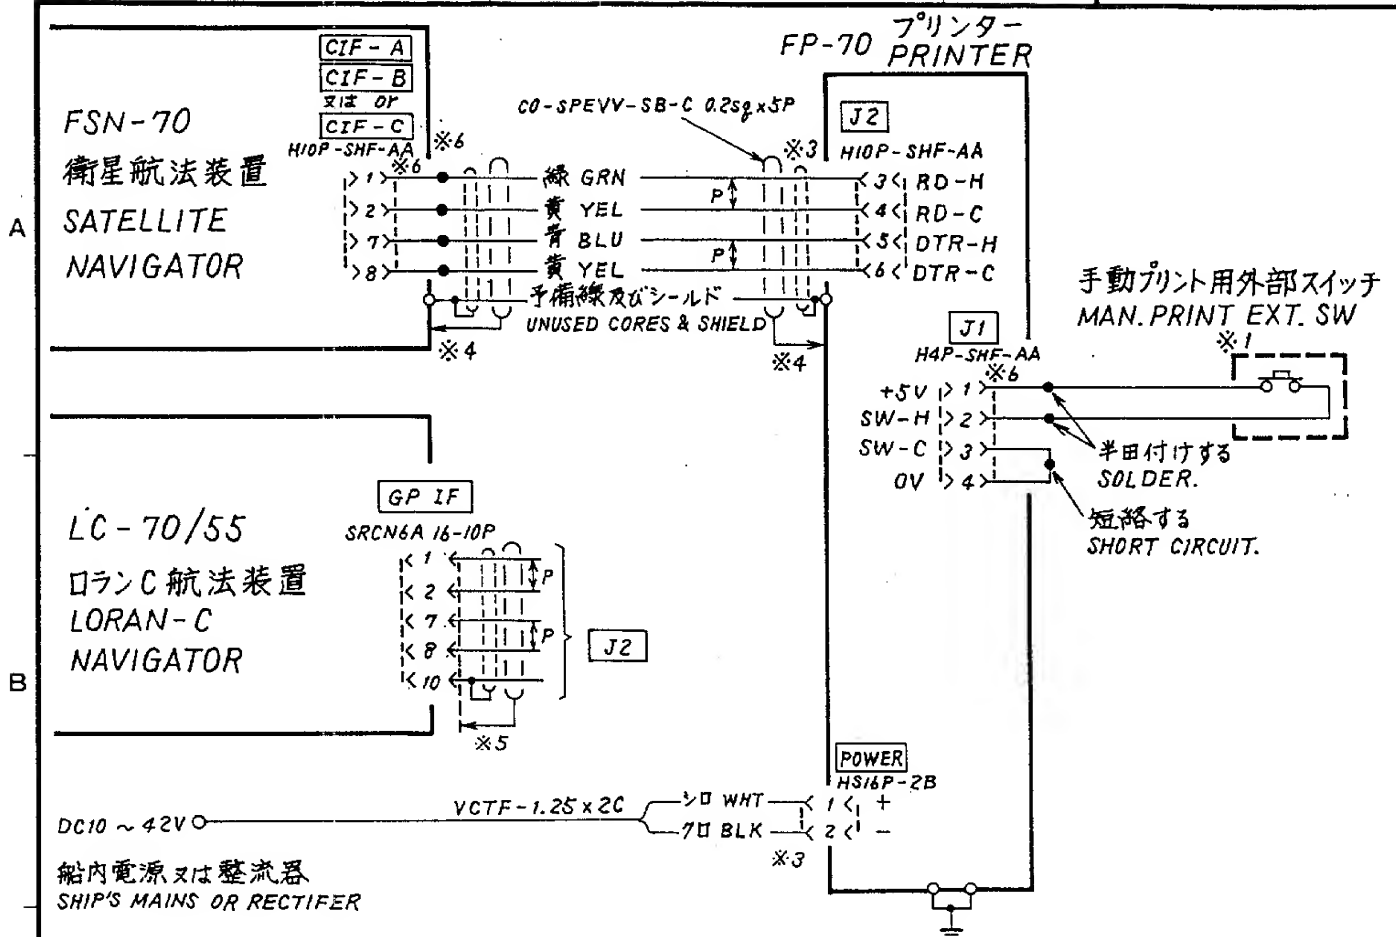 プリンター
FP-70 PRINTER
CIF-A
CIF-B
又は or
CIF-C
H10P-SHF-AA
※6
※6
FSN-70
衛星航法装置
SATELLITE
NAVIGATOR
A
1
2
7
8
CO-SPEVV-SB-C 0.2sq×5P
緑 GRN
黄 YEL
青 BLU
黄 YEL
予備線及びシールド
UNUSED CORES & SHIELD
P
P
※3
※4
※4
J2
H10P-SHF-AA
3 RD-H
4 RD-C
5 DTR-H
6 DTR-C
手動プリント用外部スイッチ
MAN. PRINT EXT. SW
※1
J1
H4P-SHF-AA
※6
+5V 1
SW-H 2
SW-C 3
0V 4
半田付けする
SOLDER.
短絡する
SHORT CIRCUIT.
GP IF
SRCN6A 16-10P
LC-70/55
ロランC航法装置
LORAN-C
NAVIGATOR
B
1
2
7
8
10
P
P
J2
※5
POWER
HS16P-2B
VCTF-1.25×2C
シロ WHT 1 +
クロ BLK 2 -
※3
DC10~42V
船内電源又は整流器
SHIP'S MAINS OR RECTIFER